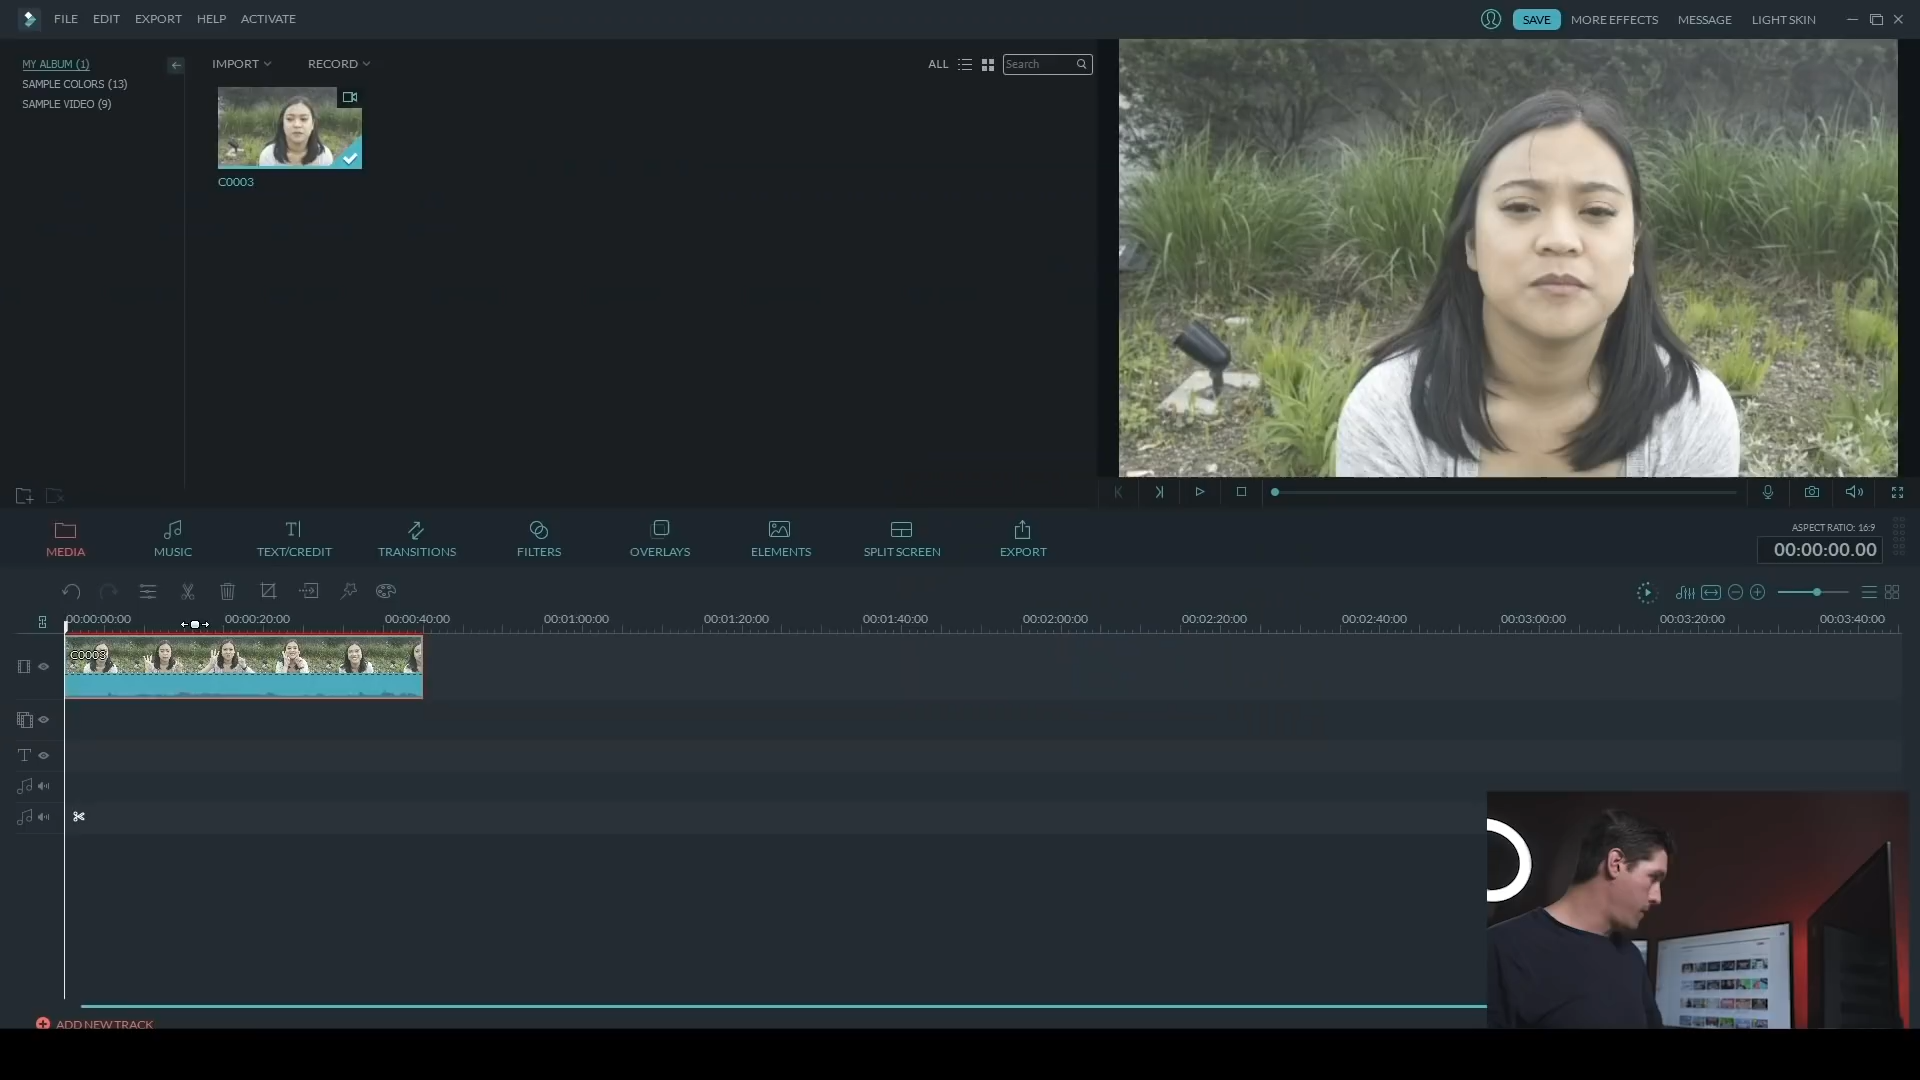 FILE EDIT EXPORT HELP ACTIVATE
SAVE MORE EFFECTS MESSAGE LIGHT SKIN
MY ALBUM (1)
SAMPLE COLORS (13)
SAMPLE VIDEO (9)
IMPORT RECORD
ALL Search
C0003
MEDIA MUSIC TEXT/CREDIT TRANSITIONS FILTERS OVERLAYS ELEMENTS SPLIT SCREEN EXPORT
ASPECT RATIO: 16:9
00:00:00.00
00:00:00:00 00:00:20:00 00:00:40:00 00:01:00:00 00:01:20:00 00:01:40:00 00:02:00:00 00:02:20:00 00:02:40:00 00:03:00:00 00:03:20:00 00:03:40:00
C0003
ADD NEW TRACK